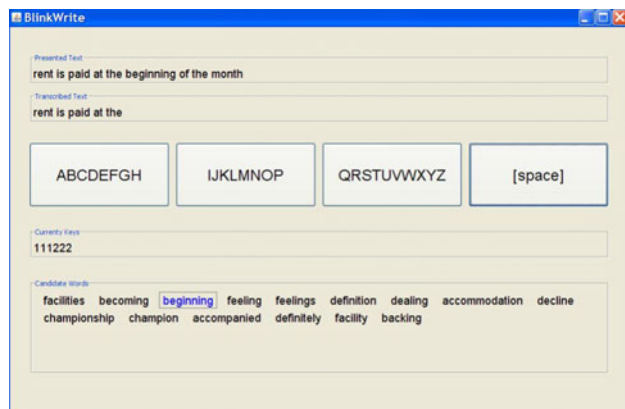 BlinkWrite
Presented Text
rent is paid at the beginning of the month
Transcribed Text
rent is paid at the
ABCDEFGH IJKLMNOP QRSTUVWXYZ [space]
Currenty Keys
111222
Candidate Words
facilities becoming beginning feeling feelings definition dealing accommodation decline
championship champion accompanied definitely facility backing